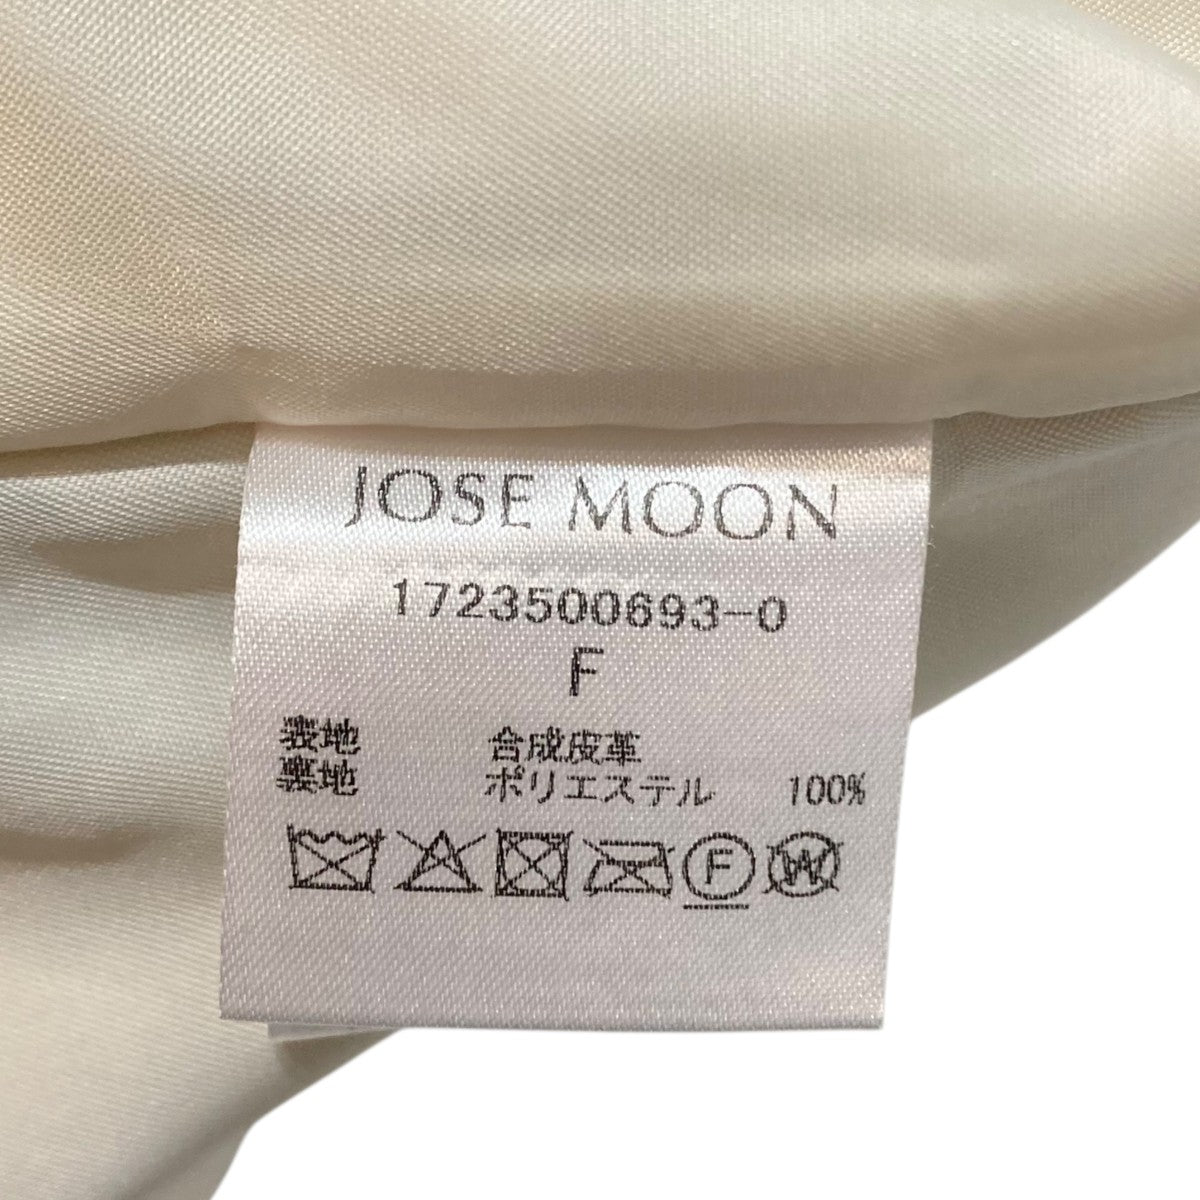 JOSE MOON
1723500693-0
F
表地 合成皮革
裏地 ポリエステル 100%
F W